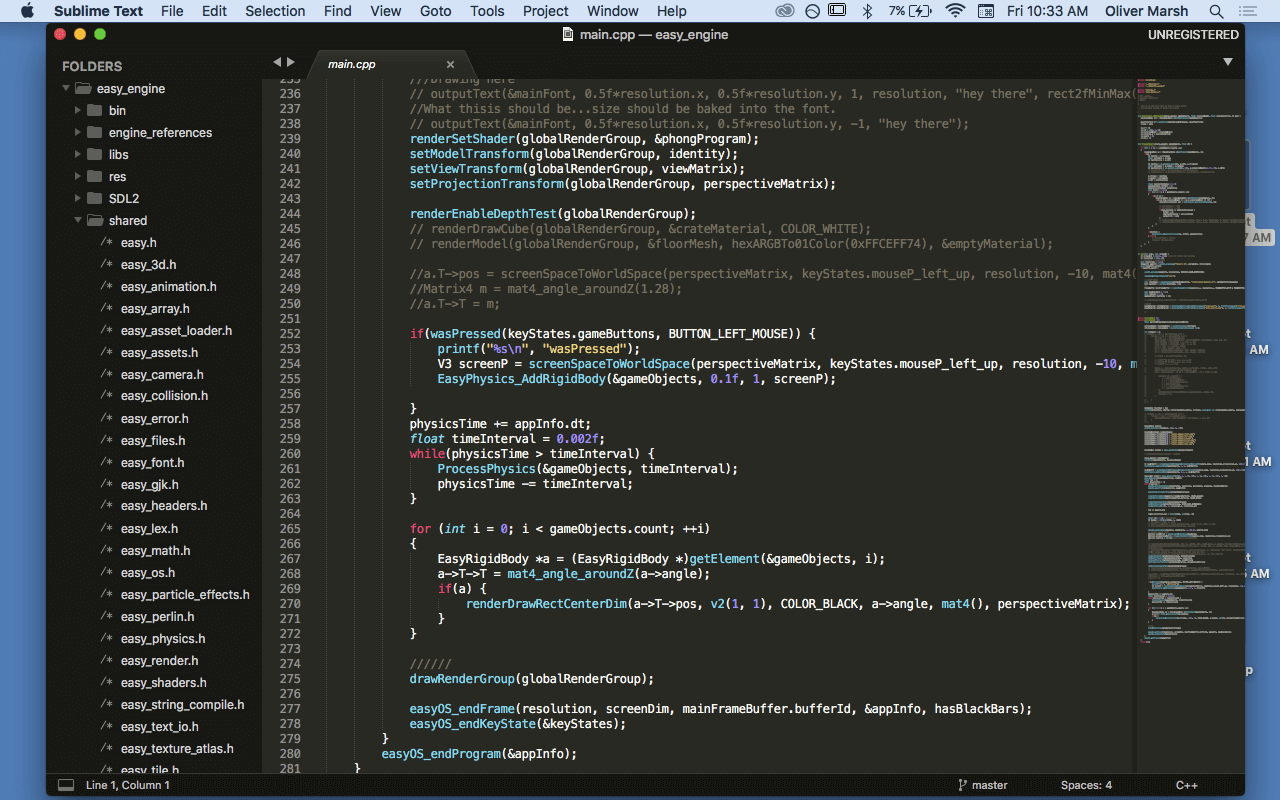 Sublime Text File Edit Selection Find View Goto Tools Project Window Help 7% Fri 10:33 AM Oliver Marsh
main.cpp — easy_engine UNREGISTERED
FOLDERS
easy_engine
bin
engine_references
libs
res
SDL2
shared
/* easy.h
/* easy_3d.h
/* easy_animation.h
/* easy_array.h
/* easy_asset_loader.h
/* easy_assets.h
/* easy_camera.h
/* easy_collision.h
/* easy_error.h
/* easy_files.h
/* easy_font.h
/* easy_gjk.h
/* easy_headers.h
/* easy_lex.h
/* easy_math.h
/* easy_os.h
/* easy_particle_effects.h
/* easy_perlin.h
/* easy_physics.h
/* easy_render.h
/* easy_shaders.h
/* easy_string_compile.h
/* easy_text_io.h
/* easy_texture_atlas.h
/* easy_tile.h
main.cpp ×
235 ///Drawing here
236 // outputText(&mainFont, 0.5f*resolution.x, 0.5f*resolution.y, 1, resolution, "hey there", rect2fMinMax(
237 //What thisis should be...size should be baked into the font.
238 // outputText(&mainFont, 0.5f*resolution.x, 0.5f*resolution.y, -1, "hey there");
239 renderSetShader(globalRenderGroup, &phongProgram);
240 setModelTransform(globalRenderGroup, identity);
241 setViewTransform(globalRenderGroup, viewMatrix);
242 setProjectionTransform(globalRenderGroup, perspectiveMatrix);
243
244 renderEnableDepthTest(globalRenderGroup);
245 // renderDrawCube(globalRenderGroup, &crateMaterial, COLOR_WHITE);
246 // renderModel(globalRenderGroup, &floorMesh, hexARGBTo01Color(0xFFCEFF74), &emptyMaterial);
247
248 //a.T->pos = screenSpaceToWorldSpace(perspectiveMatrix, keyStates.mouseP_left_up, resolution, -10, mat4(
249 //Matrix4 m = mat4_angle_aroundZ(1.28);
250 //a.T->T = m;
251
252 if(wasPressed(keyStates.gameButtons, BUTTON_LEFT_MOUSE)) {
253 printf("%s\n", "wasPressed");
254 V3 screenP = screenSpaceToWorldSpace(perspectiveMatrix, keyStates.mouseP_left_up, resolution, -10, m
255 EasyPhysics_AddRigidBody(&gameObjects, 0.1f, 1, screenP);
256
257 }
258 physicsTime += appInfo.dt;
259 float timeInterval = 0.002f;
260 while(physicsTime > timeInterval) {
261 ProcessPhysics(&gameObjects, timeInterval);
262 physicsTime -= timeInterval;
263 }
264
265 for (int i = 0; i < gameObjects.count; ++i)
266 {
267 EasyRigidBody *a = (EasyRigidBody *)getElement(&gameObjects, i);
268 a->T->T = mat4_angle_aroundZ(a->angle);
269 if(a) {
270 renderDrawRectCenterDim(a->T->pos, v2(1, 1), COLOR_BLACK, a->angle, mat4(), perspectiveMatrix);
271 }
272 }
273
274 //////
275 drawRenderGroup(globalRenderGroup);
276
277 easyOS_endFrame(resolution, screenDim, mainFrameBuffer.bufferId, &appInfo, hasBlackBars);
278 easyOS_endKeyState(&keyStates);
279 }
280 easyOS_endProgram(&appInfo);
281 }
Line 1, Column 1 master Spaces: 4 C++